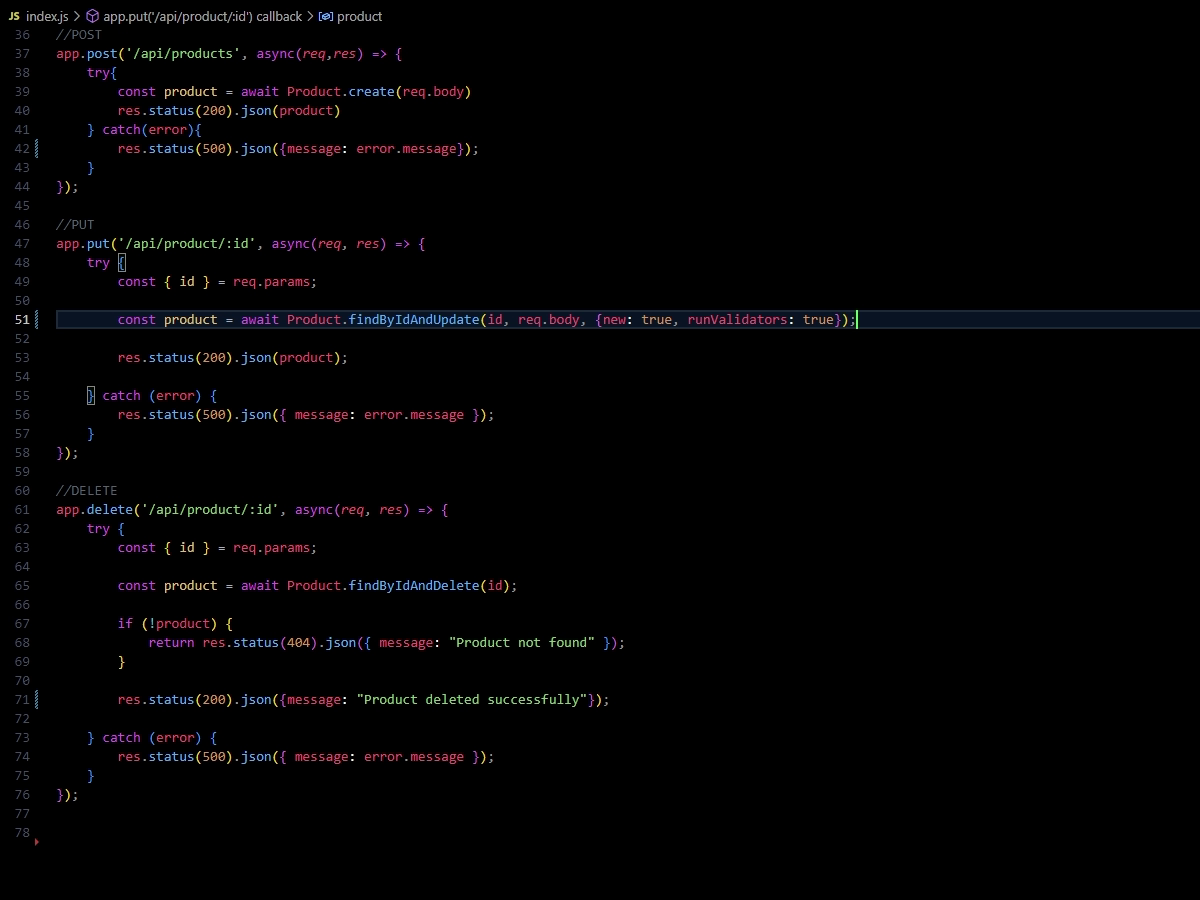 JS index.js > app.put('/api/product/:id') callback > product
36 //POST
37 app.post('/api/products', async(req,res) => {
38     try{
39         const product = await Product.create(req.body)
40         res.status(200).json(product)
41     } catch(error){
42         res.status(500).json({message: error.message});
43     }
44 });
45
46 //PUT
47 app.put('/api/product/:id', async(req, res) => {
48     try {
49         const { id } = req.params;
50
51         const product = await Product.findByIdAndUpdate(id, req.body, {new: true, runValidators: true});
52
53         res.status(200).json(product);
54
55     } catch (error) {
56         res.status(500).json({ message: error.message });
57     }
58 });
59
60 //DELETE
61 app.delete('/api/product/:id', async(req, res) => {
62     try {
63         const { id } = req.params;
64
65         const product = await Product.findByIdAndDelete(id);
66
67         if (!product) {
68             return res.status(404).json({ message: "Product not found" });
69         }
70
71         res.status(200).json({message: "Product deleted successfully"});
72
73     } catch (error) {
74         res.status(500).json({ message: error.message });
75     }
76 });
77
78